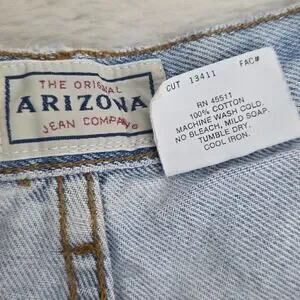 THE ORIGINAL
ARIZONA
JEAN COMPANY
CUT 13411 FAC#
RN 45511
100% COTTON
MACHINE WASH COLD.
NO BLEACH, MILD SOAP.
TUMBLE DRY.
COOL IRON.